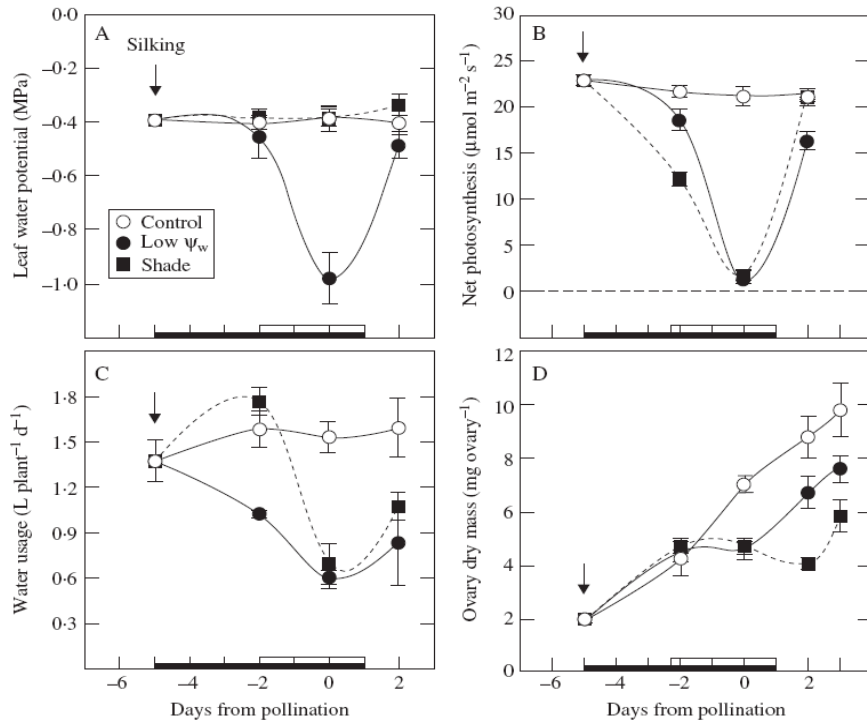 A
Silking
Leaf water potential (MPa)
0·0
−0·2
−0·4
−0·6
−0·8
−1·0
Control
Low ψw
Shade
B
Net photosynthesis (μmol m−2 s−1)
30
25
20
15
10
5
0
C
Water usage (L plant−1 d−1)
1·8
1·5
1·2
0·9
0·6
0·3
−6 −4 −2 0 2
Days from pollination
D
Ovary dry mass (mg ovary−1)
12
10
8
6
4
2
0
−6 −4 −2 0 2
Days from pollination